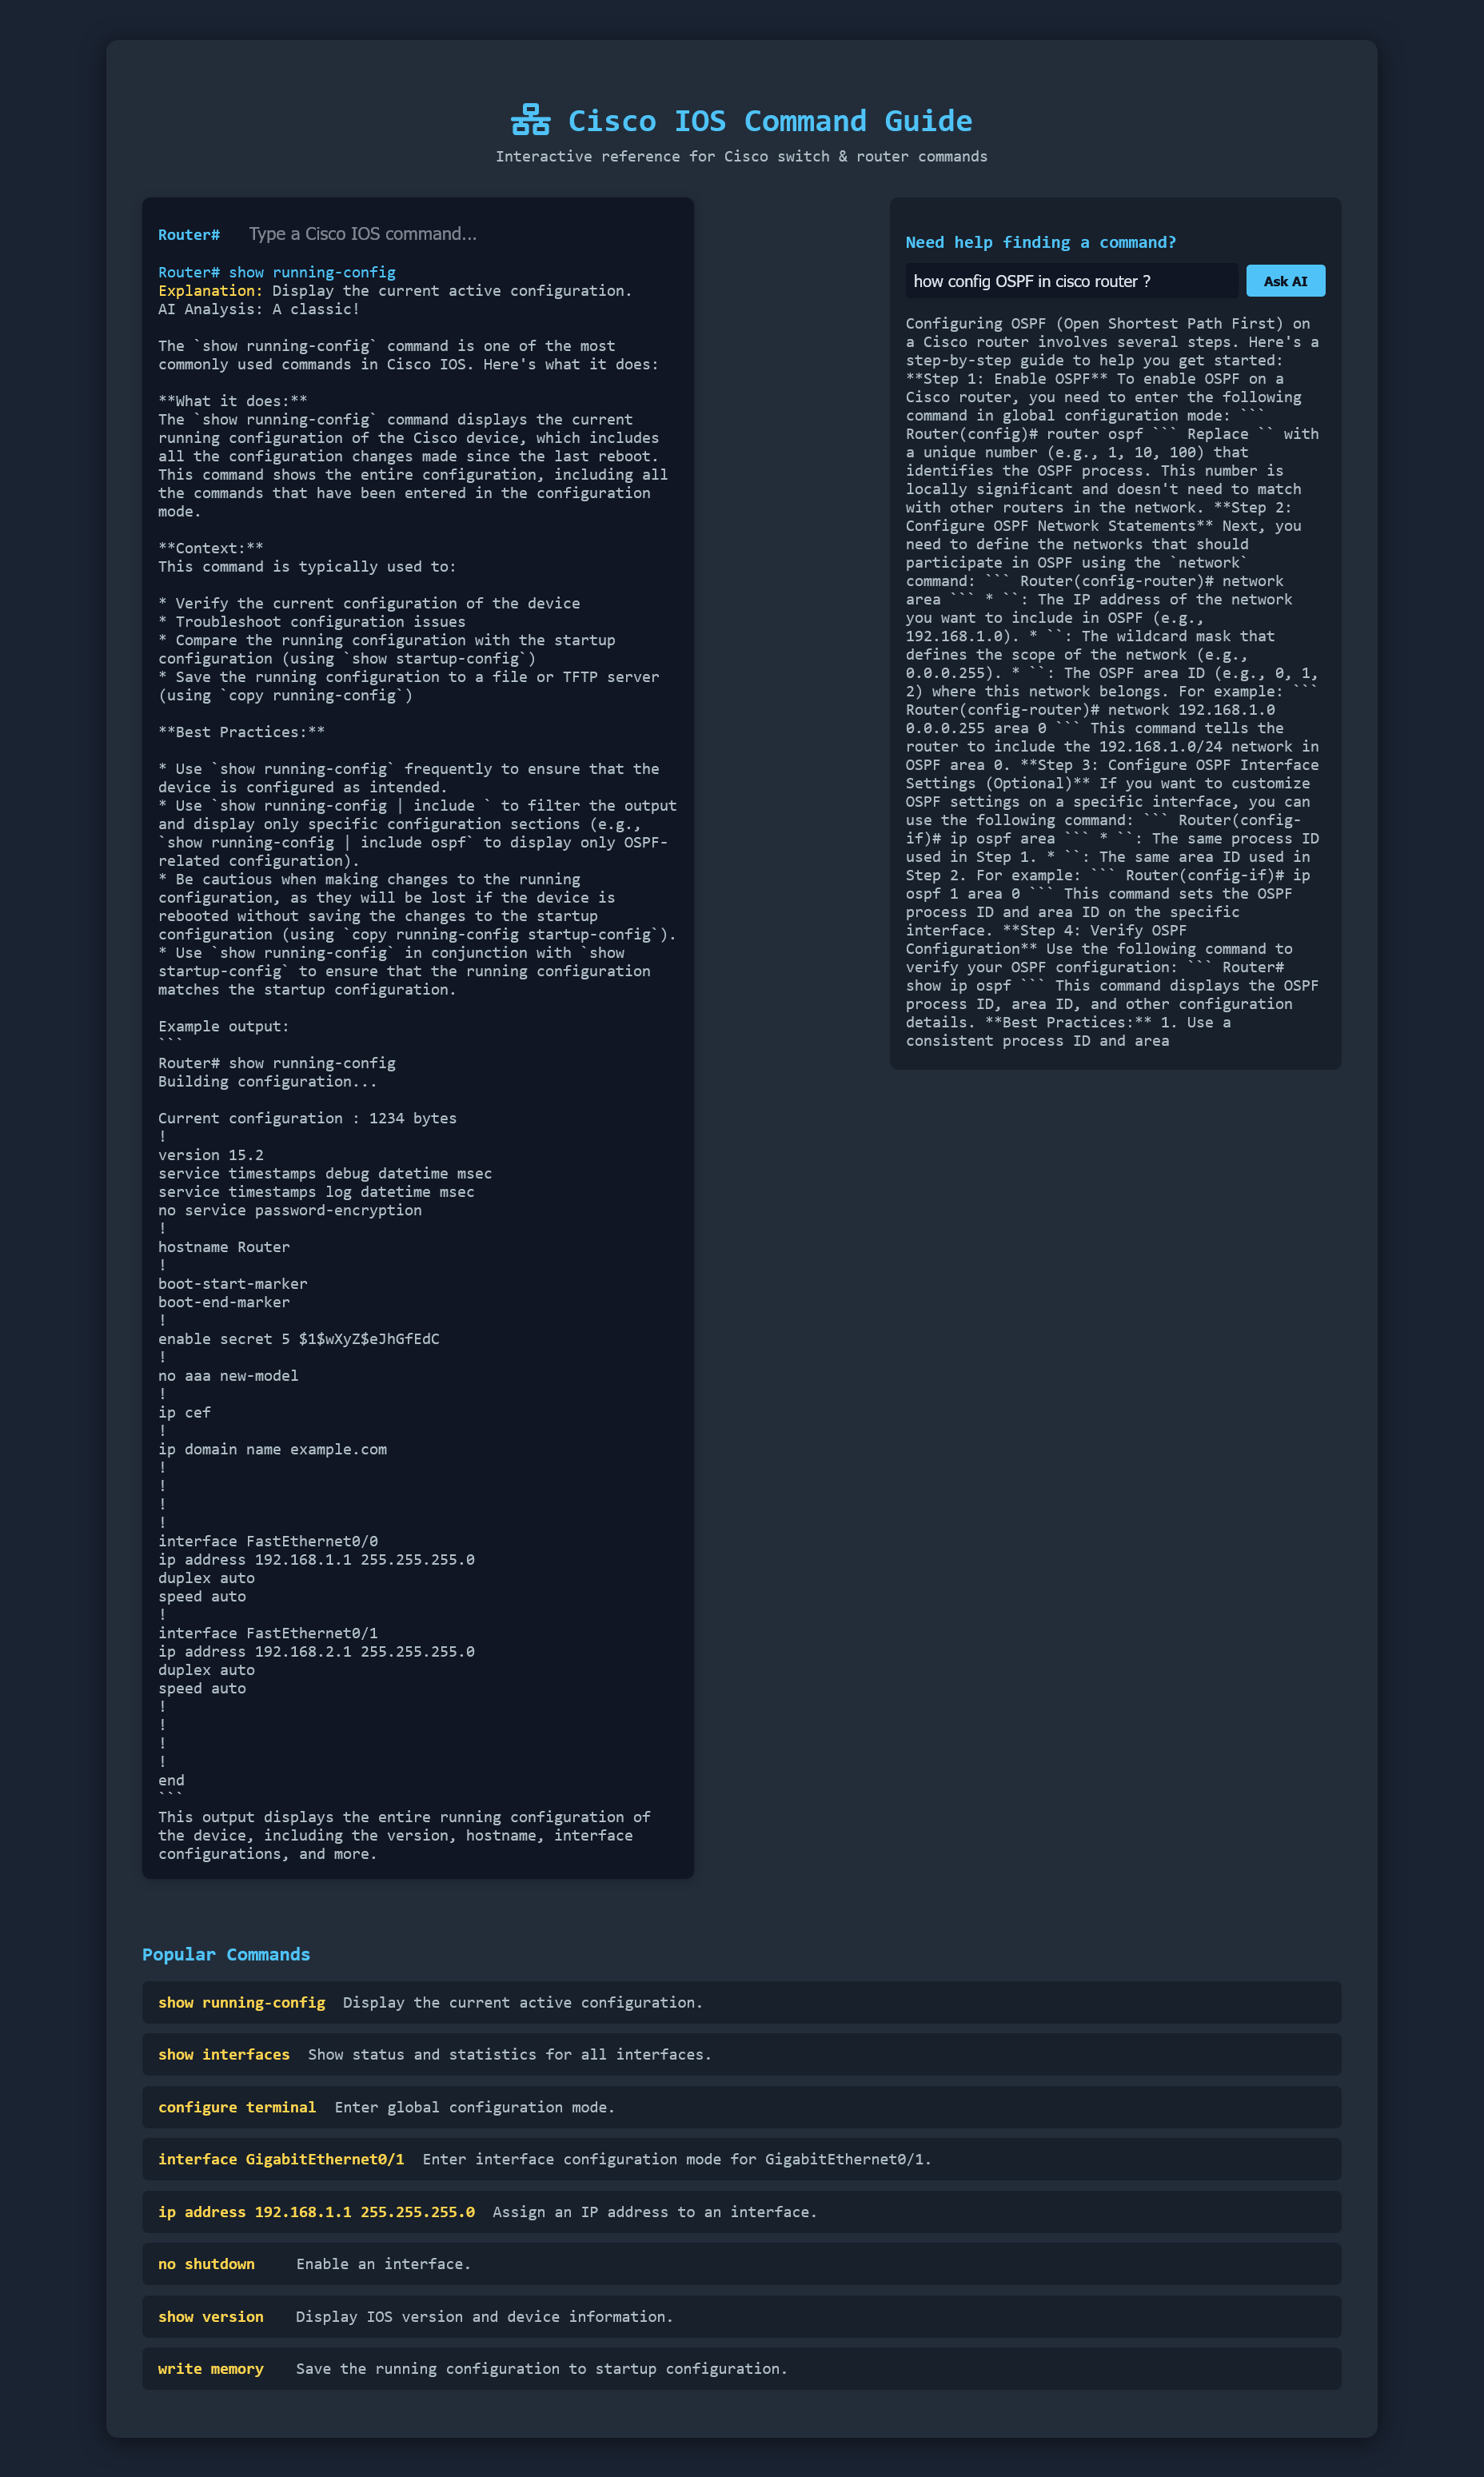 Cisco IOS Command Guide
Interactive reference for Cisco switch & router commands
Router# Type a Cisco IOS command...
Router# show running-config
Explanation: Display the current active configuration.
AI Analysis: A classic!
The `show running-config` command is one of the most
commonly used commands in Cisco IOS. Here's what it does:
**What it does:**
The `show running-config` command displays the current
running configuration of the Cisco device, which includes
all the configuration changes made since the last reboot.
This command shows the entire configuration, including all
the commands that have been entered in the configuration
mode.
**Context:**
This command is typically used to:
* Verify the current configuration of the device
* Troubleshoot configuration issues
* Compare the running configuration with the startup
configuration (using `show startup-config`)
* Save the running configuration to a file or TFTP server
(using `copy running-config`)
**Best Practices:**
* Use `show running-config` frequently to ensure that the
device is configured as intended.
* Use `show running-config | include ` to filter the output
and display only specific configuration sections (e.g.,
`show running-config | include ospf` to display only OSPF-
related configuration).
* Be cautious when making changes to the running
configuration, as they will be lost if the device is
rebooted without saving the changes to the startup
configuration (using `copy running-config startup-config`).
* Use `show running-config` in conjunction with `show
startup-config` to ensure that the running configuration
matches the startup configuration.
Example output:
```
Router# show running-config
Building configuration...
Current configuration : 1234 bytes
!
version 15.2
service timestamps debug datetime msec
service timestamps log datetime msec
no service password-encryption
!
hostname Router
!
boot-start-marker
boot-end-marker
!
enable secret 5 $1$wXyZ$eJhGfEdC
!
no aaa new-model
!
ip cef
!
ip domain name example.com
!
!
!
!
interface FastEthernet0/0
ip address 192.168.1.1 255.255.255.0
duplex auto
speed auto
!
interface FastEthernet0/1
ip address 192.168.2.1 255.255.255.0
duplex auto
speed auto
!
!
!
!
end
```
This output displays the entire running configuration of
the device, including the version, hostname, interface
configurations, and more.
Need help finding a command?
how config OSPF in cisco router ?
Ask AI
Configuring OSPF (Open Shortest Path First) on
a Cisco router involves several steps. Here's a
step-by-step guide to help you get started:
**Step 1: Enable OSPF** To enable OSPF on a
Cisco router, you need to enter the following
command in global configuration mode: ```
Router(config)# router ospf ``` Replace `` with
a unique number (e.g., 1, 10, 100) that
identifies the OSPF process. This number is
locally significant and doesn't need to match
with other routers in the network. **Step 2:
Configure OSPF Network Statements** Next, you
need to define the networks that should
participate in OSPF using the `network`
command: ``` Router(config-router)# network
area ``` * ``: The IP address of the network
you want to include in OSPF (e.g.,
192.168.1.0). * ``: The wildcard mask that
defines the scope of the network (e.g.,
0.0.0.255). * ``: The OSPF area ID (e.g., 0, 1,
2) where this network belongs. For example: ```
Router(config-router)# network 192.168.1.0
0.0.0.255 area 0 ``` This command tells the
router to include the 192.168.1.0/24 network in
OSPF area 0. **Step 3: Configure OSPF Interface
Settings (Optional)** If you want to customize
OSPF settings on a specific interface, you can
use the following command: ``` Router(config-
if)# ip ospf area ``` * ``: The same process ID
used in Step 1. * ``: The same area ID used in
Step 2. For example: ``` Router(config-if)# ip
ospf 1 area 0 ``` This command sets the OSPF
process ID and area ID on the specific
interface. **Step 4: Verify OSPF
Configuration** Use the following command to
verify your OSPF configuration: ``` Router#
show ip ospf ``` This command displays the OSPF
process ID, area ID, and other configuration
details. **Best Practices:** 1. Use a
consistent process ID and area
Popular Commands
show running-config Display the current active configuration.
show interfaces Show status and statistics for all interfaces.
configure terminal Enter global configuration mode.
interface GigabitEthernet0/1 Enter interface configuration mode for GigabitEthernet0/1.
ip address 192.168.1.1 255.255.255.0 Assign an IP address to an interface.
no shutdown Enable an interface.
show version Display IOS version and device information.
write memory Save the running configuration to startup configuration.